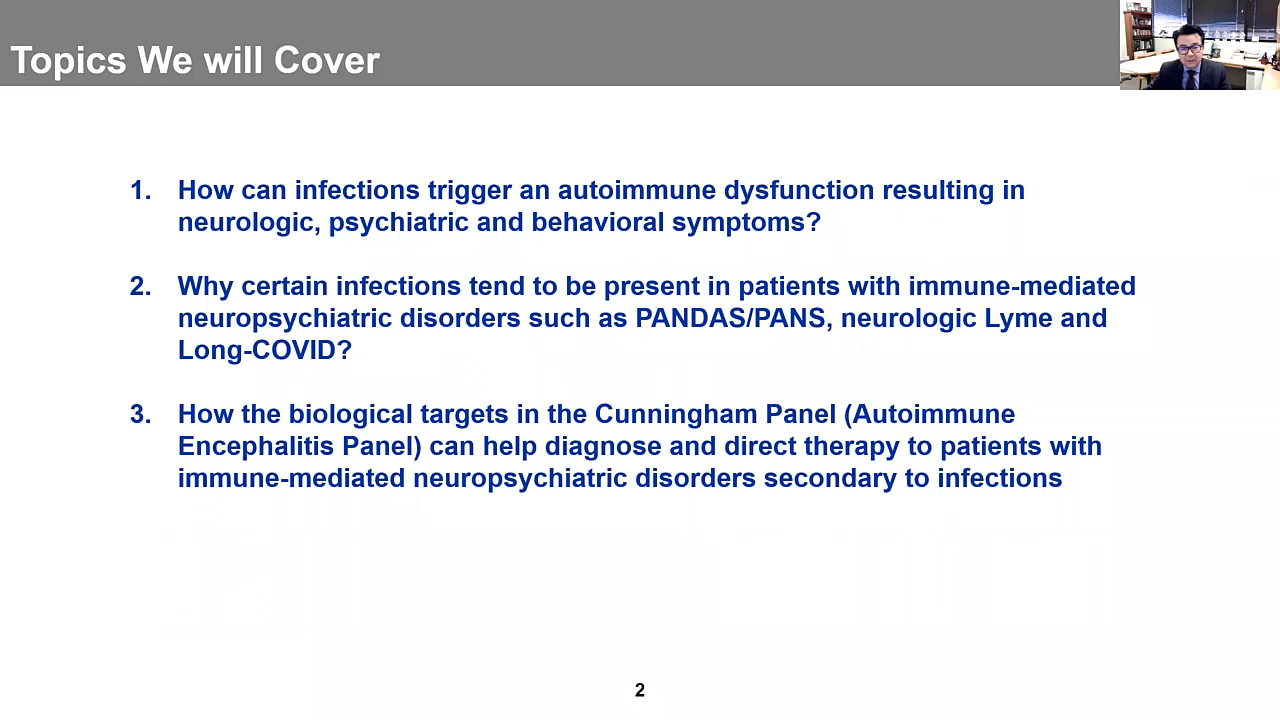 Topics We will Cover
1. How can infections trigger an autoimmune dysfunction resulting in
neurologic, psychiatric and behavioral symptoms?
2. Why certain infections tend to be present in patients with immune-mediated
neuropsychiatric disorders such as PANDAS/PANS, neurologic Lyme and
Long-COVID?
3. How the biological targets in the Cunningham Panel (Autoimmune
Encephalitis Panel) can help diagnose and direct therapy to patients with
immune-mediated neuropsychiatric disorders secondary to infections
2